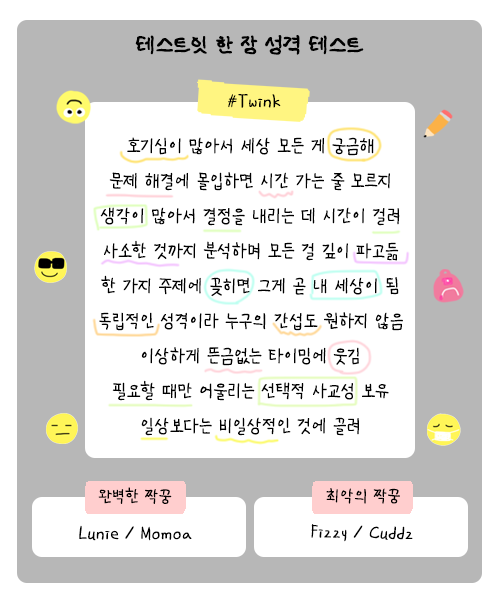 테스트잇 한 장 성격 테스트
#Twink
호기심이 많아서 세상 모든 게 궁금해
문제 해결에 몰입하면 시간 가는 줄 모르지
생각이 많아서 결정을 내리는 데 시간이 걸려
사소한 것까지 분석하며 모든 걸 깊이 파고듦
한 가지 주제에 꽂히면 그게 곧 내 세상이 됨
독립적인 성격이라 누구의 간섭도 원하지 않음
이상하게 뜬금없는 타이밍에 웃김
필요할 때만 어울리는 선택적 사교성 보유
일상보다는 비일상적인 것에 끌려
완벽한 짝꿍
Lunie / Momoa
최악의 짝꿍
Fizzy / Cuddz